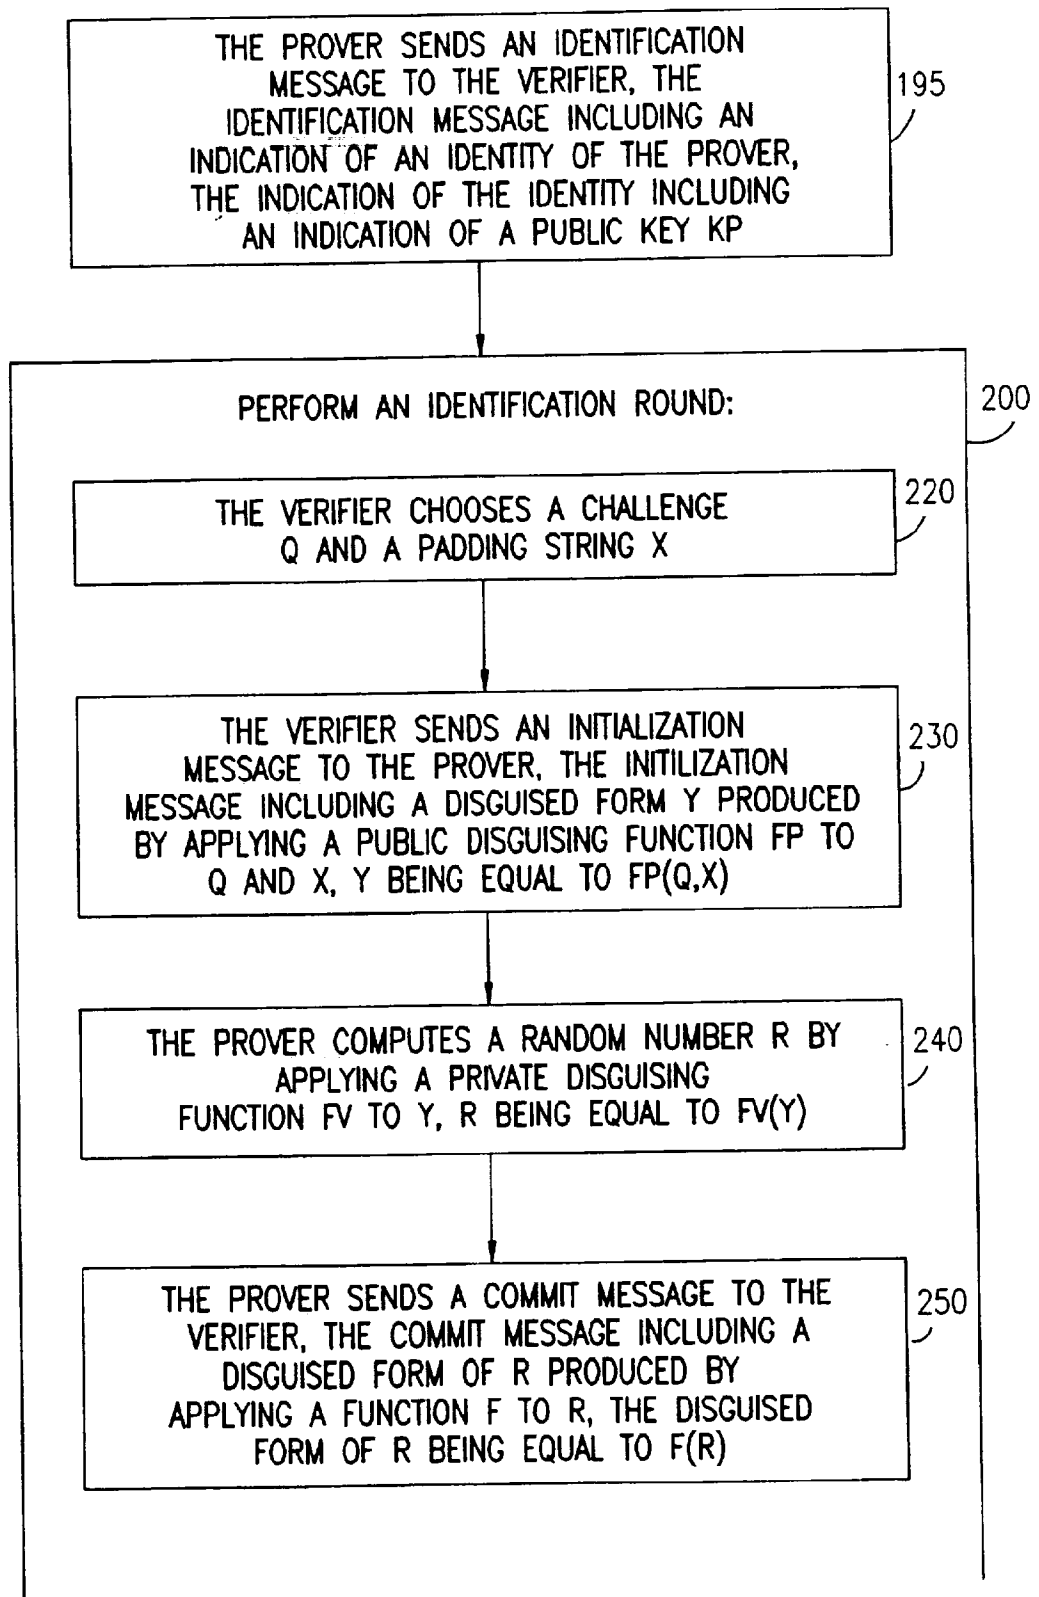 THE PROVER SENDS AN IDENTIFICATION
MESSAGE TO THE VERIFIER, THE
IDENTIFICATION MESSAGE INCLUDING AN
INDICATION OF AN IDENTITY OF THE PROVER,
THE INDICATION OF THE IDENTITY INCLUDING
AN INDICATION OF A PUBLIC KEY KP
195
PERFORM AN IDENTIFICATION ROUND:
200
THE VERIFIER CHOOSES A CHALLENGE
Q AND A PADDING STRING X
220
THE VERIFIER SENDS AN INITIALIZATION
MESSAGE TO THE PROVER, THE INITILIZATION
MESSAGE INCLUDING A DISGUISED FORM Y PRODUCED
BY APPLYING A PUBLIC DISGUISING FUNCTION FP TO
Q AND X, Y BEING EQUAL TO FP(Q,X)
230
THE PROVER COMPUTES A RANDOM NUMBER R BY
APPLYING A PRIVATE DISGUISING
FUNCTION FV TO Y, R BEING EQUAL TO FV(Y)
240
THE PROVER SENDS A COMMIT MESSAGE TO THE
VERIFIER, THE COMMIT MESSAGE INCLUDING A
DISGUISED FORM OF R PRODUCED BY
APPLYING A FUNCTION F TO R, THE DISGUISED
FORM OF R BEING EQUAL TO F(R)
250